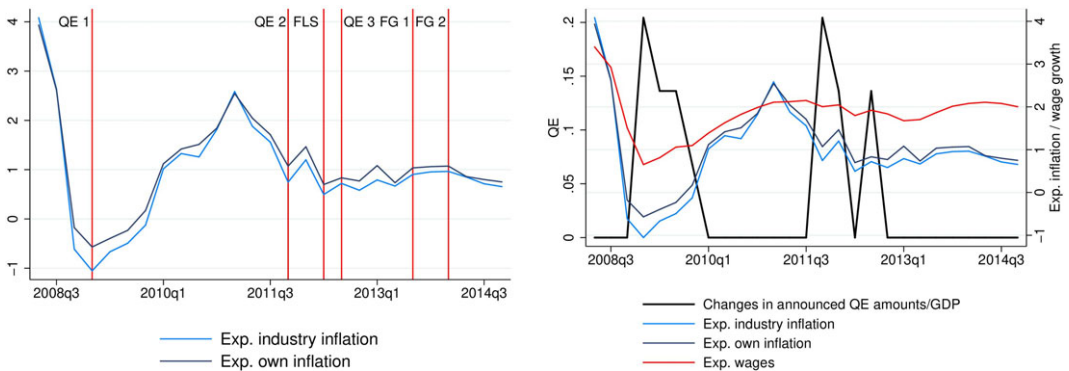 QE 1 QE 2 FLS QE 3 FG 1 FG 2
4
3
2
1
0
−1
2008q3 2010q1 2011q3 2013q1 2014q3
Exp. industry inflation
Exp. own inflation
QE
.2
.15
.1
.05
0
Exp. inflation / wage growth
4
3
2
1
0
−1
2008q3 2010q1 2011q3 2013q1 2014q3
Changes in announced QE amounts/GDP
Exp. industry inflation
Exp. own inflation
Exp. wages